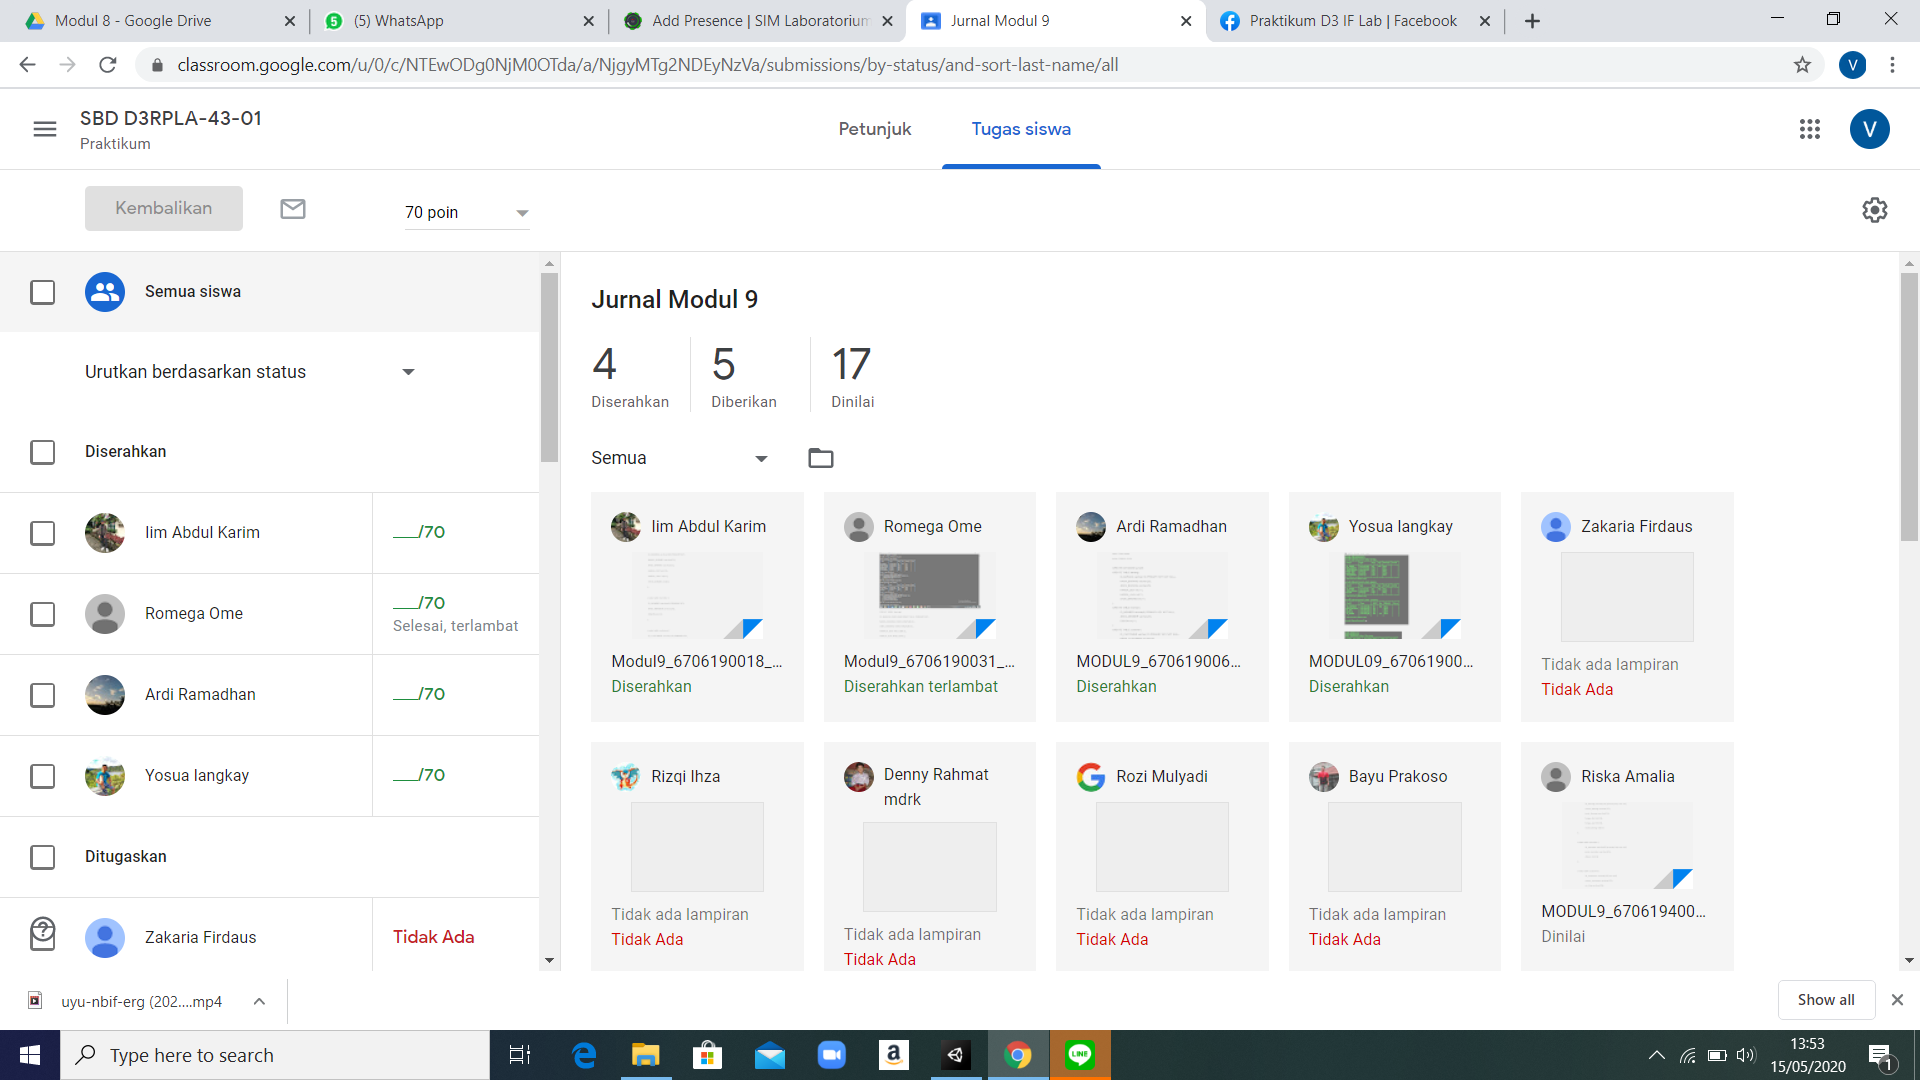 Modul 8 - Google Drive
(5) WhatsApp
Add Presence | SIM Laboratorium
Jurnal Modul 9
Praktikum D3 IF Lab | Facebook
classroom.google.com/u/0/c/NTEwODg0NjM0OTda/a/NjgyMTg2NDEyNzVa/submissions/by-status/and-sort-last-name/all
V
SBD D3RPLA-43-01
Praktikum
Petunjuk
Tugas siswa
V
Kembalikan
70 poin
Semua siswa
Urutkan berdasarkan status
Diserahkan
Iim Abdul Karim
___/70
Romega Ome
___/70
Selesai, terlambat
Ardi Ramadhan
___/70
Yosua langkay
___/70
Ditugaskan
Zakaria Firdaus
Tidak Ada
Jurnal Modul 9
4
Diserahkan
5
Diberikan
17
Dinilai
Semua
Iim Abdul Karim
Modul9_6706190018_...
Diserahkan
Romega Ome
Modul9_6706190031_...
Diserahkan terlambat
Ardi Ramadhan
MODUL9_670619006...
Diserahkan
Yosua langkay
MODUL09_67061900...
Diserahkan
Zakaria Firdaus
Tidak ada lampiran
Tidak Ada
Rizqi Ihza
Tidak ada lampiran
Tidak Ada
Denny Rahmat
mdrk
Tidak ada lampiran
Tidak Ada
Rozi Mulyadi
Tidak ada lampiran
Tidak Ada
Bayu Prakoso
Tidak ada lampiran
Tidak Ada
Riska Amalia
MODUL9_670619400...
Dinilai
uyu-nbif-erg (202....mp4
Show all
Type here to search
LINE
13:53
15/05/2020
1